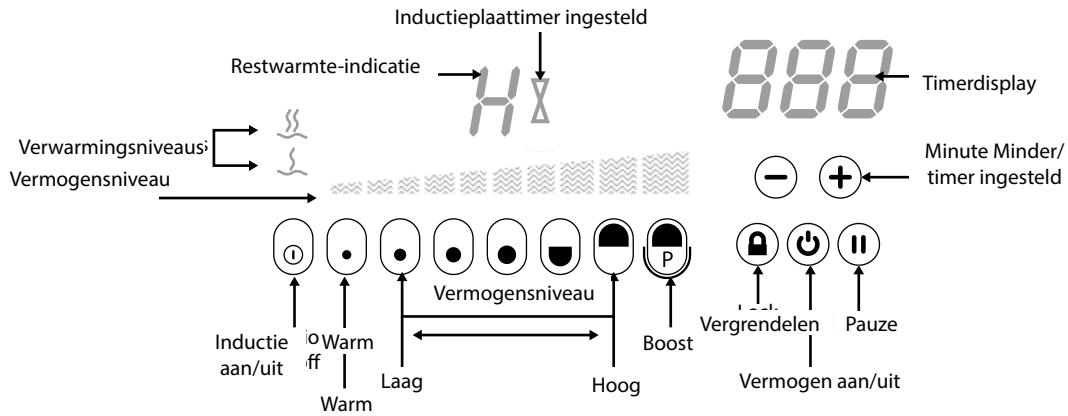 Inductieplaattimer ingesteld
Restwarmte-indicatie
H
888
Timerdisplay
Verwarmingsniveaus
Vermogensniveau
Minute Minder/
timer ingesteld
P
Vermogensniveau
Inductie
aan/uit
Warm
Warm
Laag
Hoog
Boost
Vergrendelen
Pauze
Vermogen aan/uit